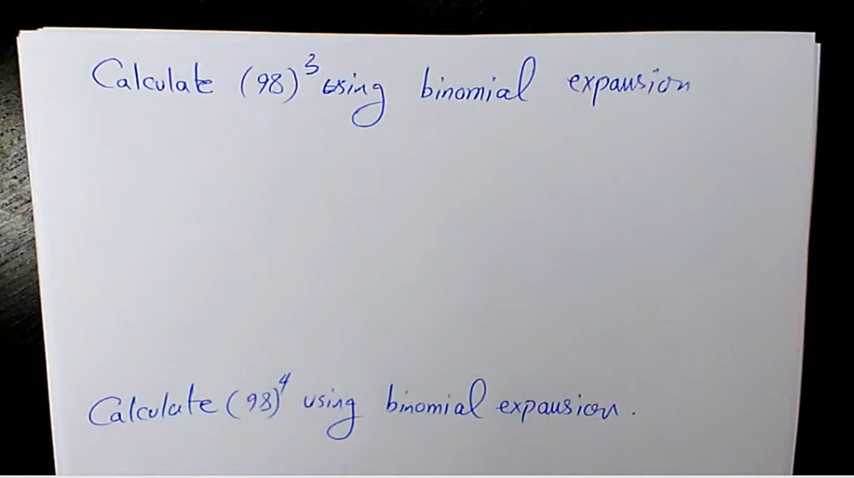 Calculate (98)³ using binomial expansion
Calculate (98)⁴ using binomial expansion.